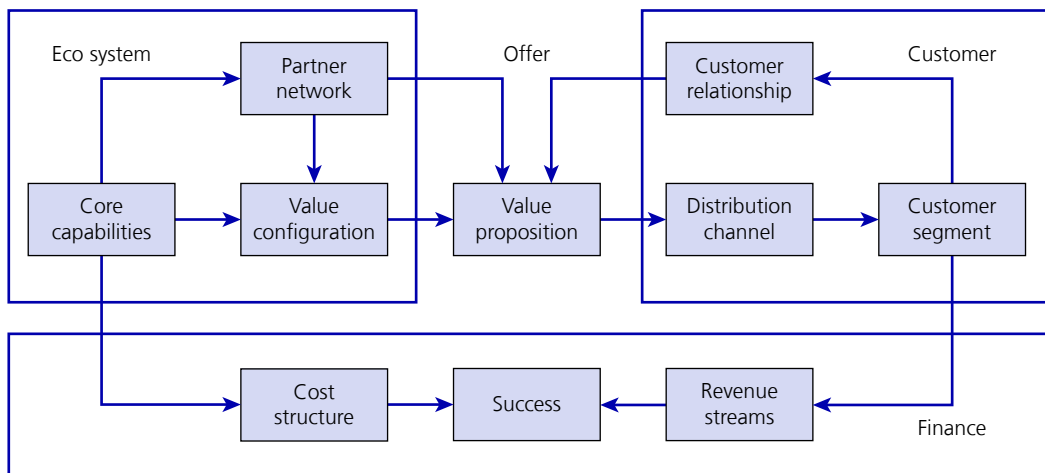 Eco system
Partner
network
Offer
Customer
relationship
Customer
Core
capabilities
Value
configuration
Value
proposition
Distribution
channel
Customer
segment
Cost
structure
Success
Revenue
streams
Finance